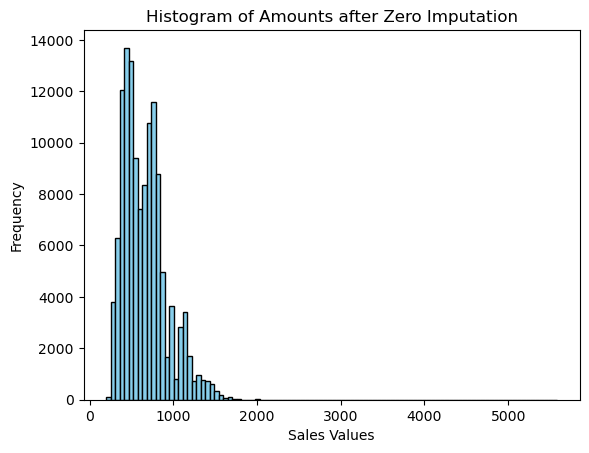 Histogram of Amounts after Zero Imputation
14000
12000
10000
8000
6000
4000
2000
0
Frequency
0 1000 2000 3000 4000 5000
Sales Values